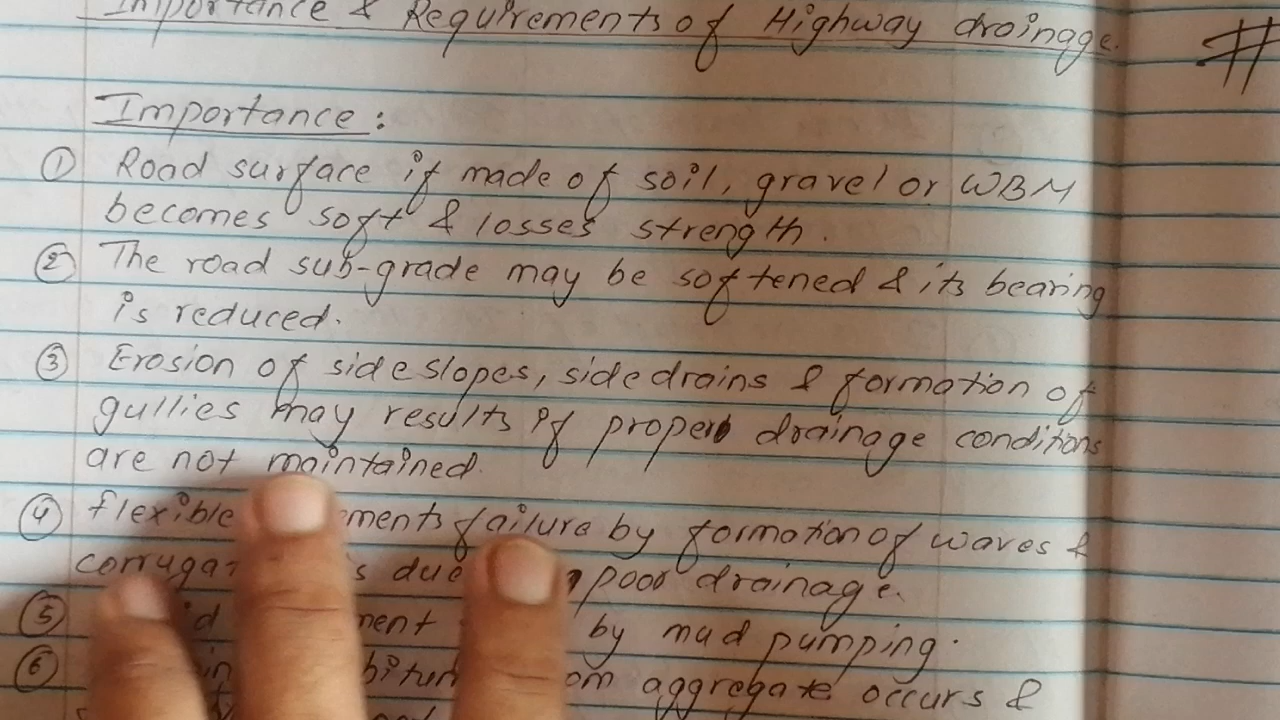 Importance & Requirements of Highway drainage.
#
Importance:
① Road surface if made of soil, gravel or WBM
becomes soft & losses strength.
② The road sub-grade may be softened & its bearing
is reduced.
③ Erosion of side slopes, side drains & formation of
gullies may results if proper drainage conditions
are not maintained.
④ flexible failure by formation of waves &
due poor drainage.
⑤ by mud pumping.
⑥ aggregate occurs &